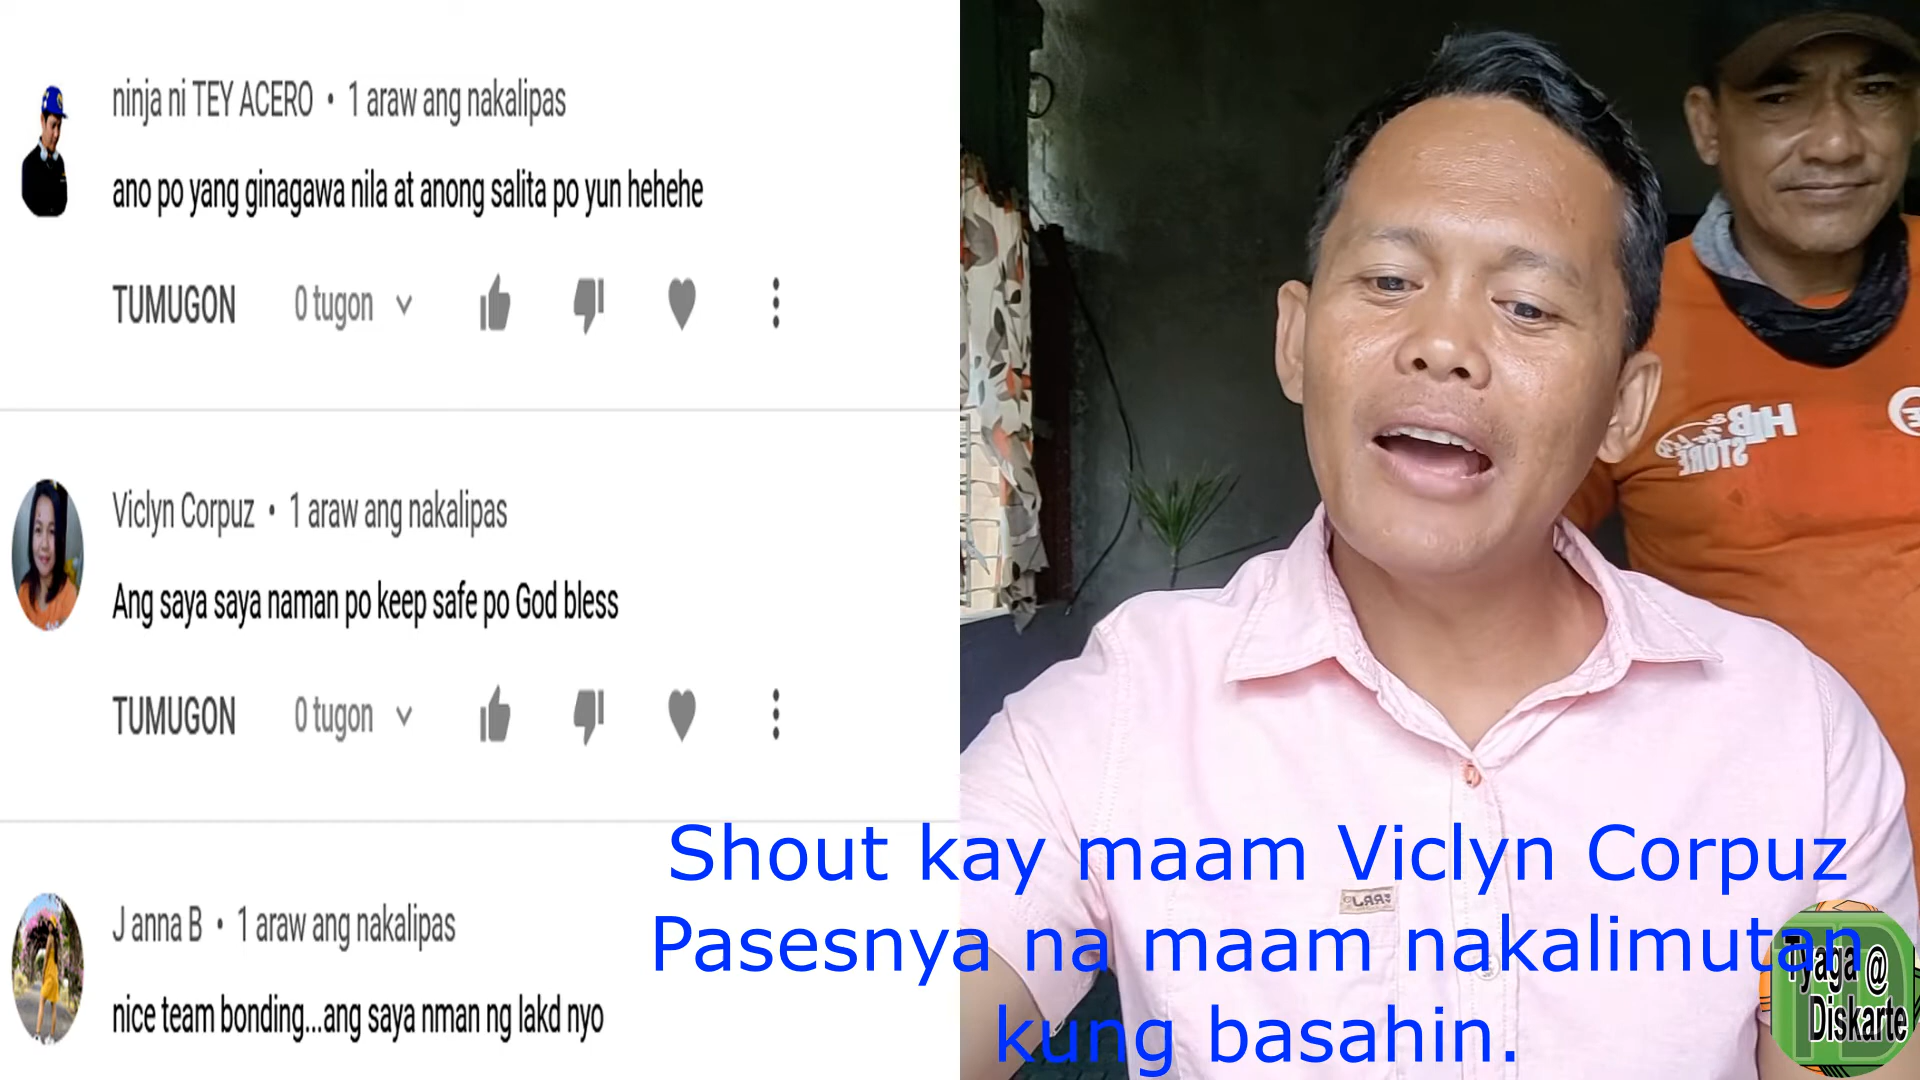 ninja ni TEY ACERO • 1 araw ang nakalipas
ano po yang ginagawa nila at anong salita po yun hehehe
TUMUGON 0 tugon
Viclyn Corpuz • 1 araw ang nakalipas
Ang saya saya naman po keep safe po God bless
TUMUGON 0 tugon
J anna B • 1 araw ang nakalipas
nice team bonding...ang saya nman ng lakd nyo
STORE
Shout kay maam Viclyn Corpuz
Pasesnya na maam nakalimutan
kung basahin.
Tyaga @
Diskarte